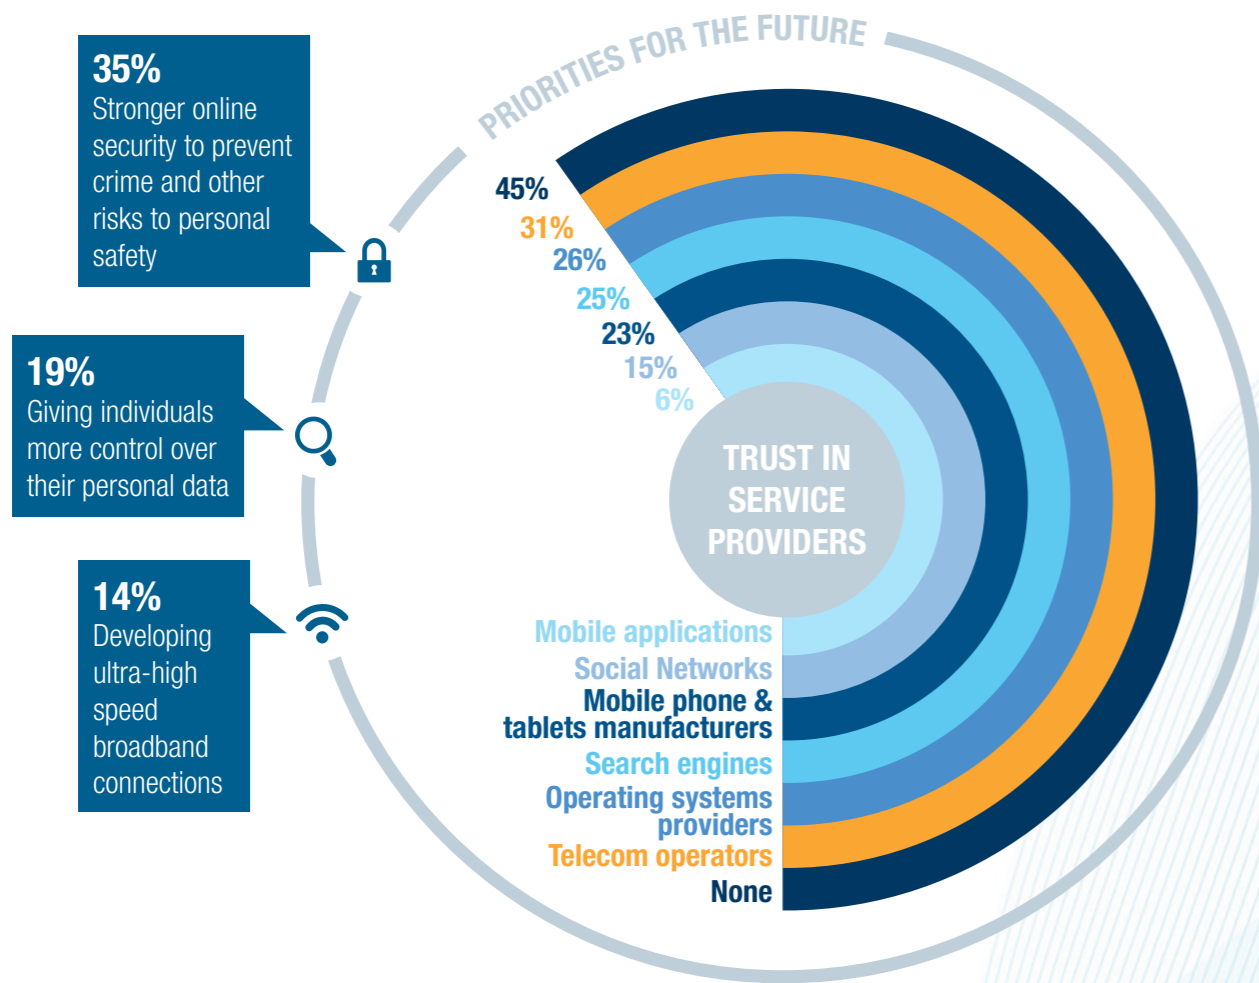 PRIORITIES FOR THE FUTURE
35%
Stronger online
security to prevent
crime and other
risks to personal
safety
19%
Giving individuals
more control over
their personal data
14%
Developing
ultra-high
speed
broadband
connections
45%
31%
26%
25%
23%
15%
6%
TRUST IN
SERVICE
PROVIDERS
Mobile applications
Social Networks
Mobile phone &
tablets manufacturers
Search engines
Operating systems
providers
Telecom operators
None